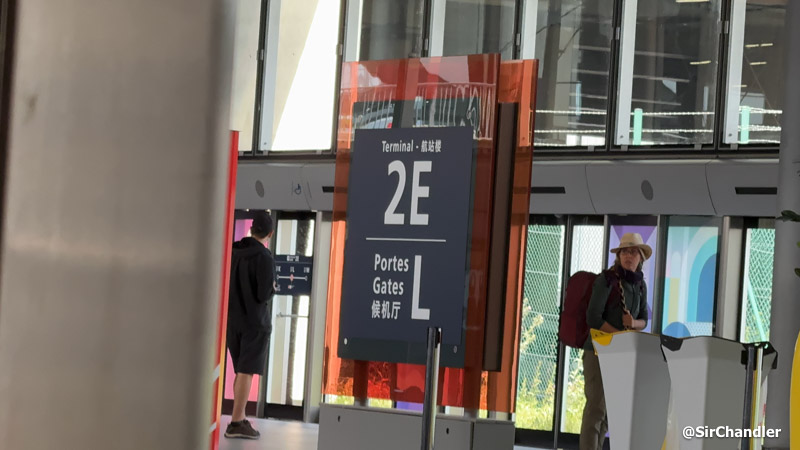 Terminal - 航站楼
2E
Portes
Gates
候机厅
L
@SirChandler